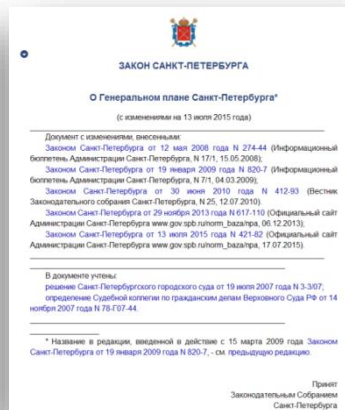 ЗАКОН САНКТ-ПЕТЕРБУРГА
О Генеральном плане Санкт-Петербурга*
(с изменениями на 13 июля 2015 года)
Документ с изменениями, внесенными:
Законом Санкт-Петербурга от 12 мая 2008 года N 274-44 (Информационный
бюллетень Администрации Санкт-Петербурга, N 17/1, 15.05.2008);
Законом Санкт-Петербурга от 19 января 2009 года N 820-7 (Информационный
бюллетень Администрации Санкт-Петербурга, N 7/1, 04.03.2009);
Законом Санкт-Петербурга от 30 июня 2010 года N 412-93 (Вестник
Законодательного собрания Санкт-Петербурга, N 25, 12.07.2010).
Законом Санкт-Петербурга от 29 ноября 2013 года N 617-110 (Официальный сайт
Администрации Санкт-Петербурга www.gov.spb.ru/norm_baza/npa, 06.12.2013);
Законом Санкт-Петербурга от 13 июля 2015 года N 421-82 (Официальный сайт
Администрации Санкт-Петербурга www.gov.spb.ru/norm_baza/npa, 17.07.2015).
В документе учтены:
решение Санкт-Петербургского городского суда от 19 июля 2007 года N 3-3/07;
определение Судебной коллегии по гражданским делам Верховного Суда РФ от 14
ноября 2007 года N 78-Г07-44.
* Название в редакции, введенной в действие с 15 марта 2009 года Законом
Санкт-Петербурга от 19 января 2009 года N 820-7, - см. предыдущую редакцию.
Принят
Законодательным Собранием
Санкт-Петербурга